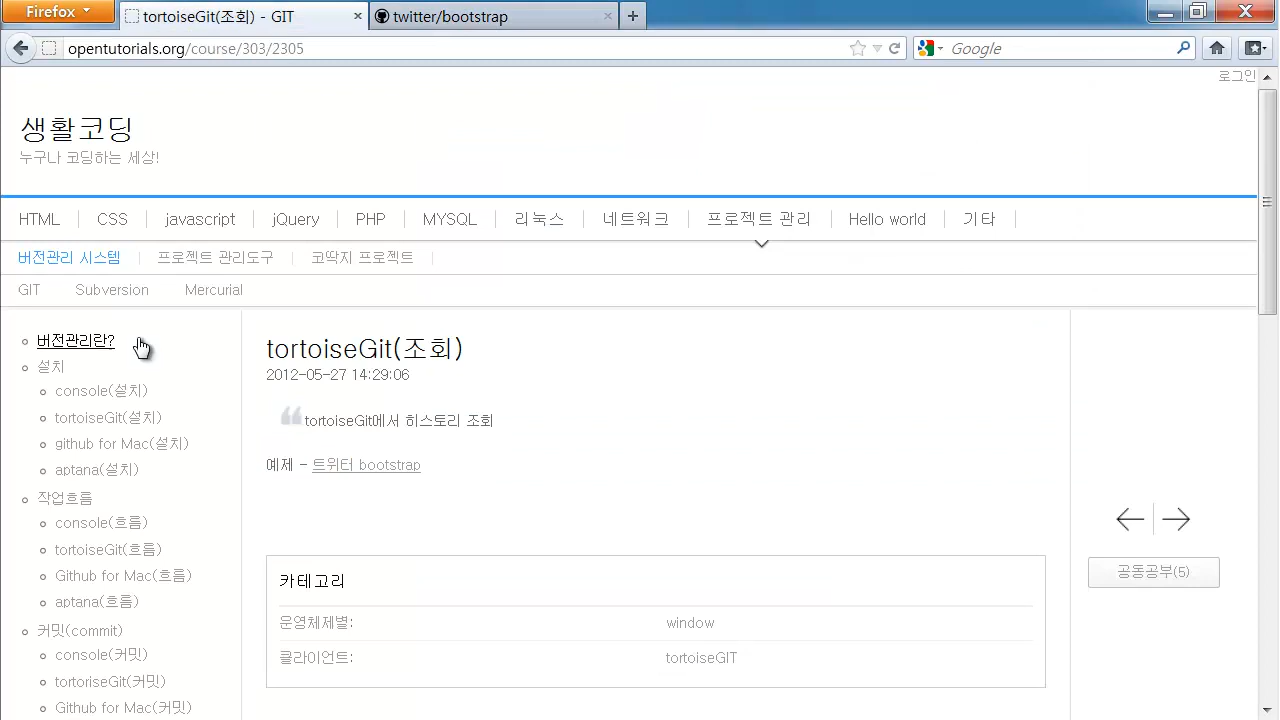 Firefox
tortoiseGit(조회) - GIT
twitter/bootstrap
opentutorials.org/course/303/2305
Google
로그인
생활코딩
누구나 코딩하는 세상!
HTML CSS javascript jQuery PHP MYSQL 리눅스 네트워크 프로젝트 관리 Hello world 기타
버전관리 시스템 프로젝트 관리도구 코딱지 프로젝트
GIT Subversion Mercurial
버전관리란?
설치
console(설치)
tortoiseGit(설치)
github for Mac(설치)
aptana(설치)
작업흐름
console(흐름)
tortoiseGit(흐름)
Github for Mac(흐름)
aptana(흐름)
커밋(commit)
console(커밋)
tortoriseGit(커밋)
Github for Mac(커밋)
tortoiseGit(조회)
2012-05-27 14:29:06
❝ tortoiseGit에서 히스토리 조회
예제 – 트위터 bootstrap
카테고리
운영체제별: window
클라이언트: tortoiseGIT
공동공부(5)